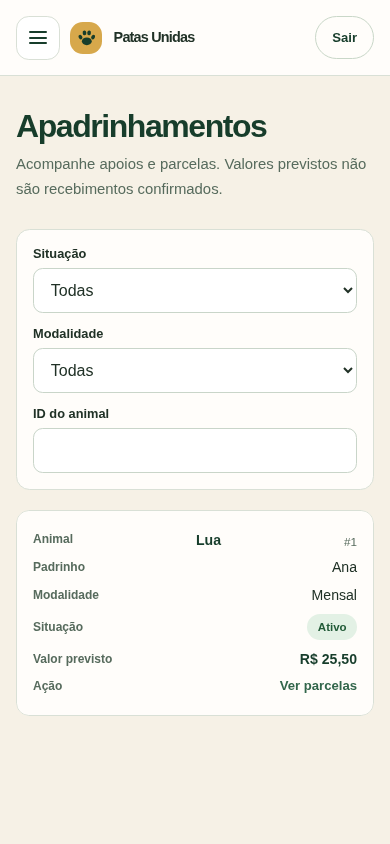 Patas Unidas
Sair
Apadrinhamentos
Acompanhe apoios e parcelas. Valores previstos não
são recebimentos confirmados.
Situação
Todas
Modalidade
Todas
ID do animal
Animal Lua #1
Padrinho Ana
Modalidade Mensal
Situação Ativo
Valor previsto R$ 25,50
Ação Ver parcelas